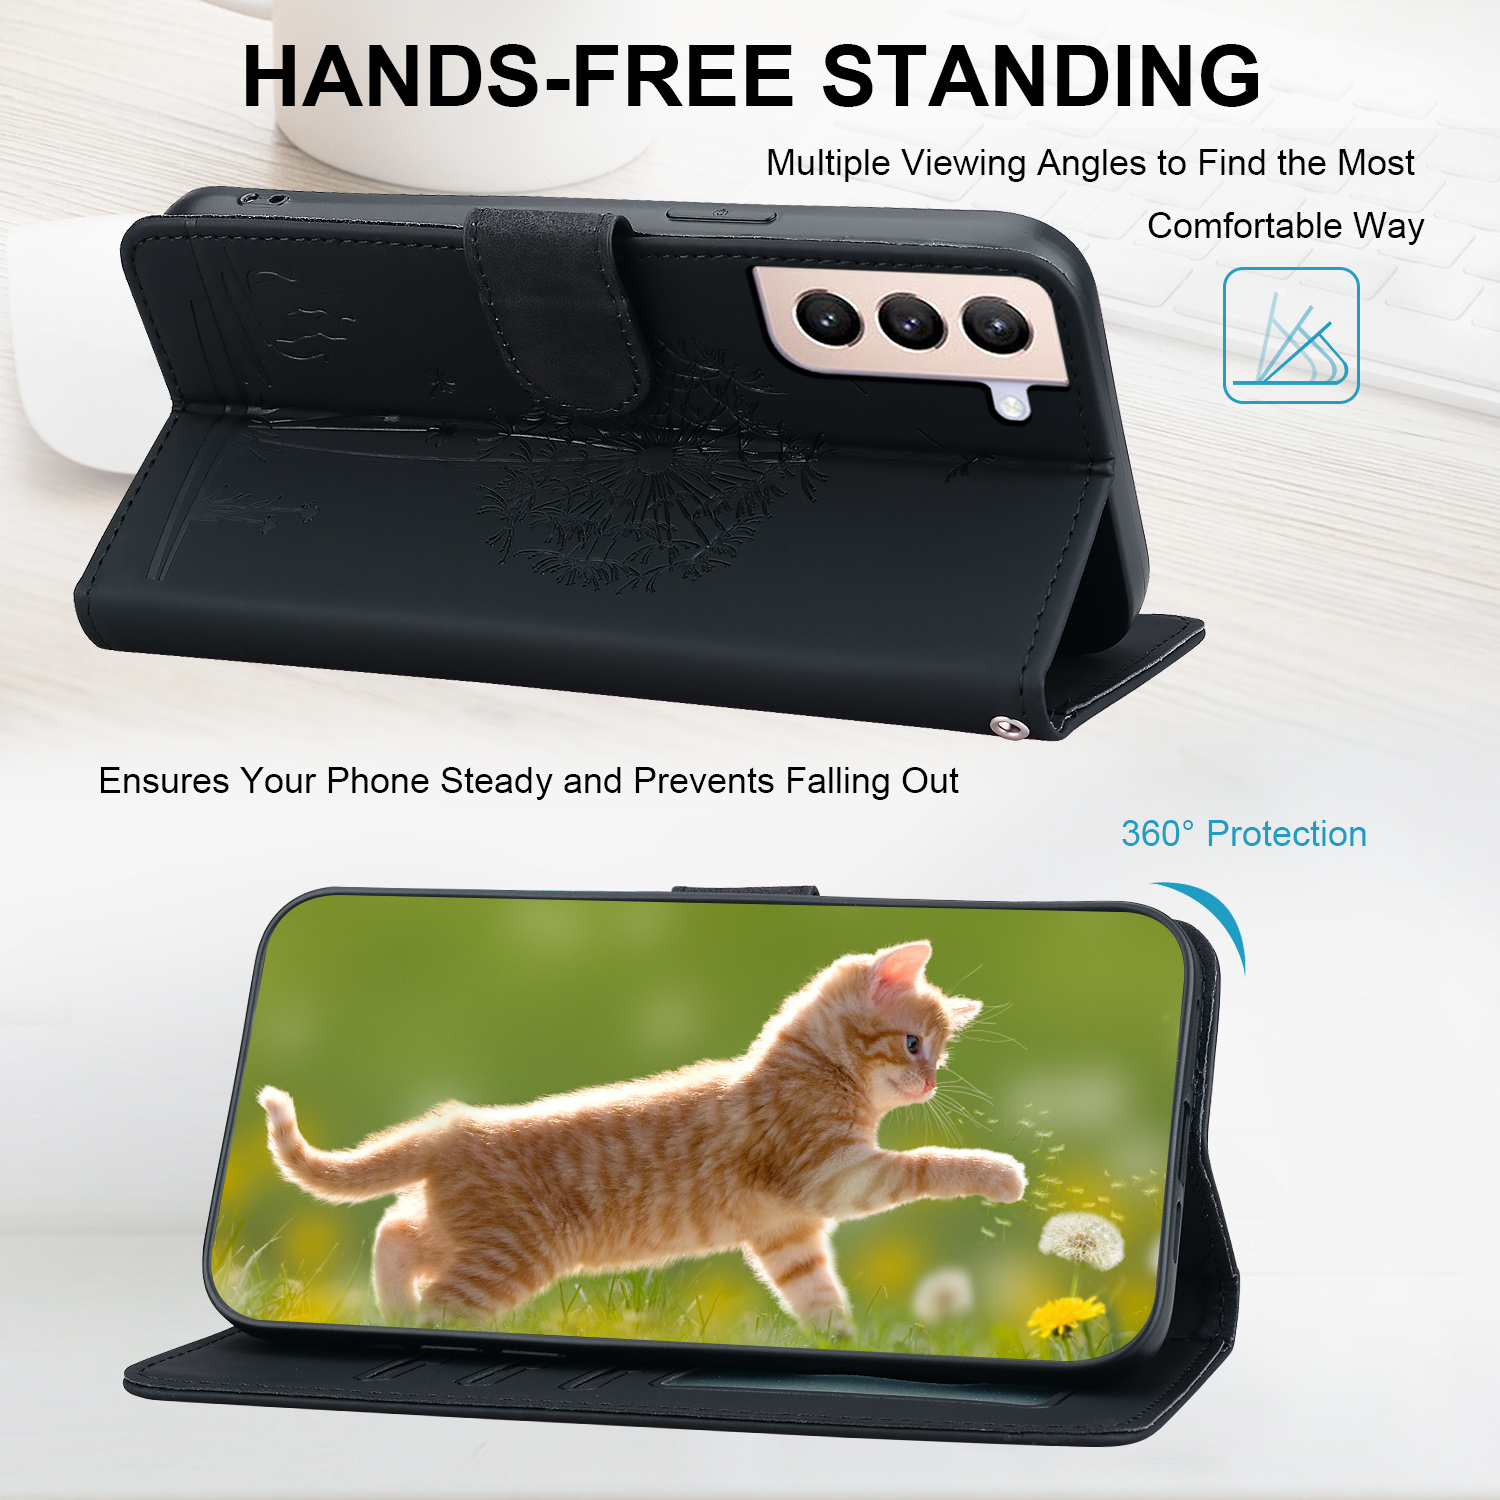 HANDS-FREE STANDING
Multiple Viewing Angles to Find the Most
Comfortable Way
Ensures Your Phone Steady and Prevents Falling Out
360° Protection